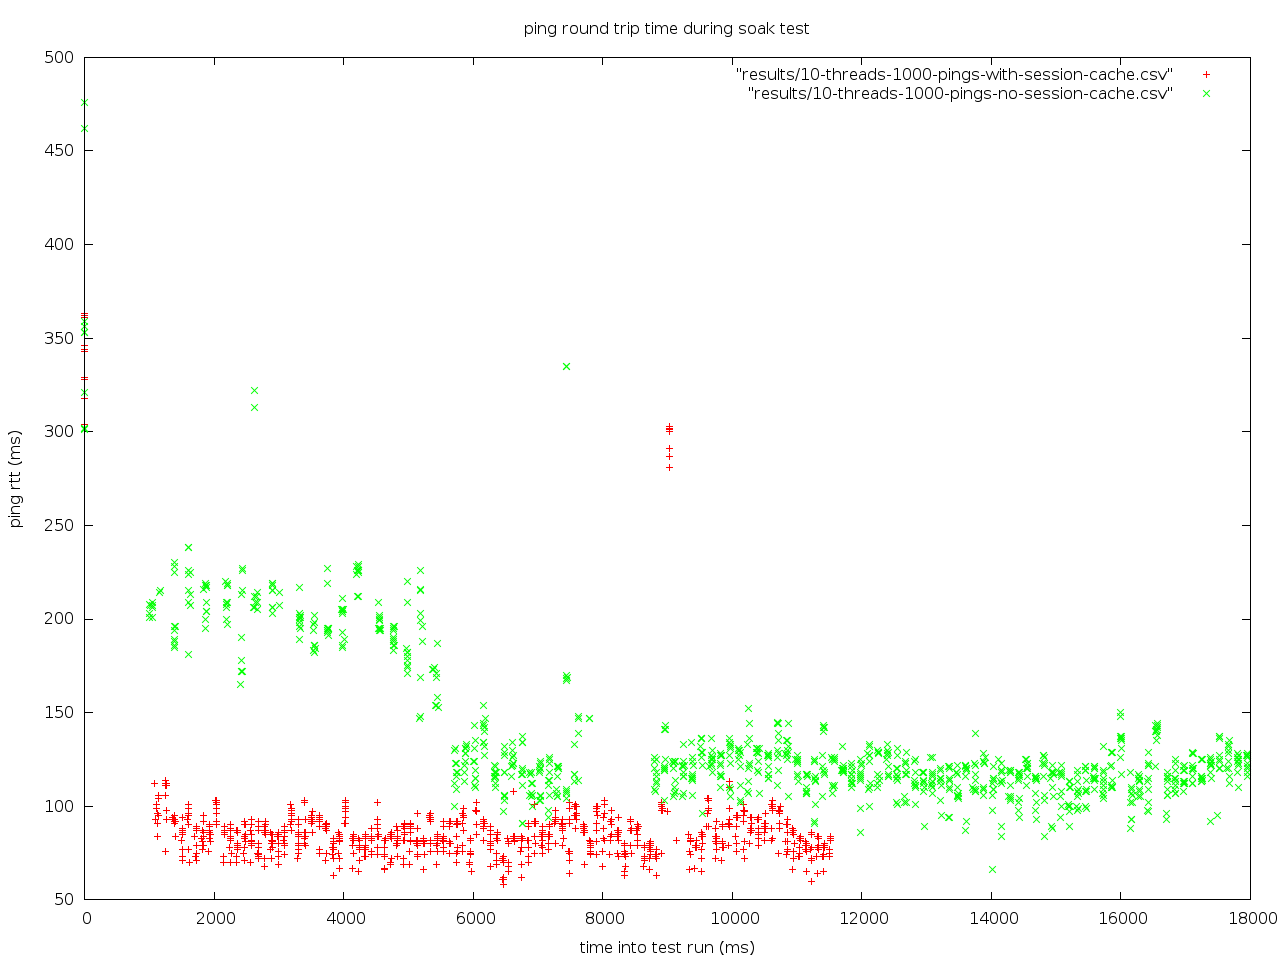 ping round trip time during soak test
"results/10-threads-1000-pings-with-session-cache.csv"
"results/10-threads-1000-pings-no-session-cache.csv"
500
450
400
350
300
250
200
150
100
50
ping rtt (ms)
0 2000 4000 6000 8000 10000 12000 14000 16000 18000
time into test run (ms)